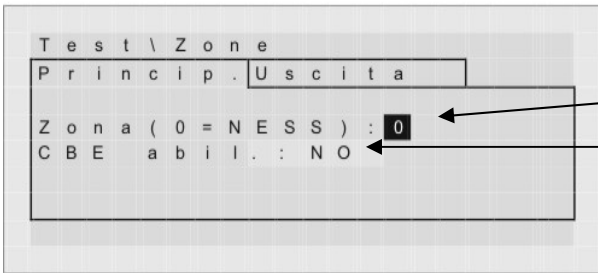 Test\Zone
Princip. Uscita
Zona(0=NESS):0
CBE abil.: NO